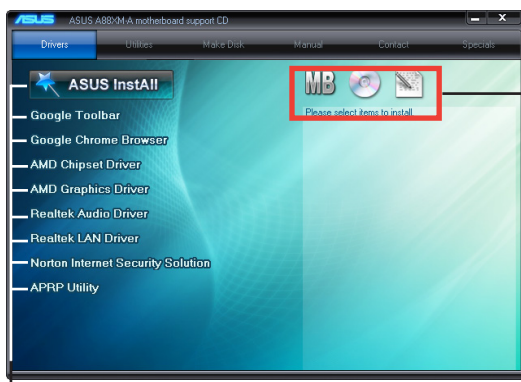 ASUS ASUS A88XM-A motherboard support CD
Drivers Utilities Make Disk Manual Contact Specials
ASUS InstAll
MB
Please select items to install.
Google Toolbar
Google Chrome Browser
AMD Chipset Driver
AMD Graphics Driver
Realtek Audio Driver
Realtek LAN Driver
Norton Internet Security Solution
APRP Utility